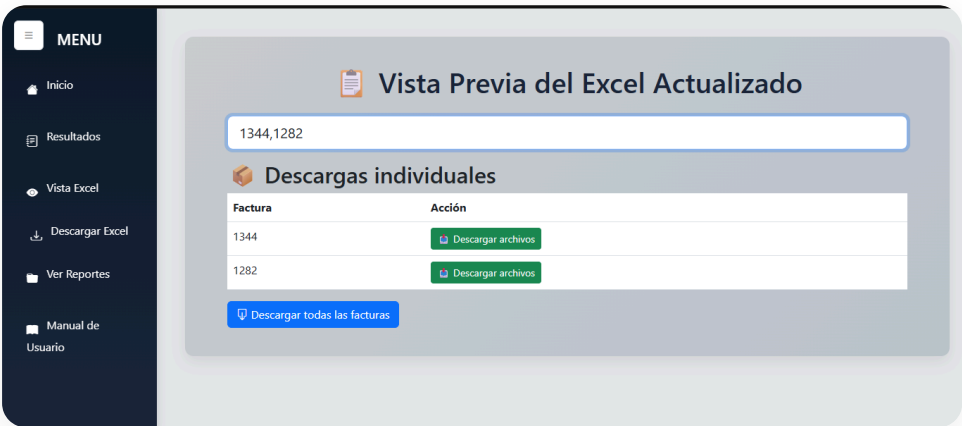 MENU
Inicio
Resultados
Vista Excel
Descargar Excel
Ver Reportes
Manual de
Usuario
Vista Previa del Excel Actualizado
1344,1282
Descargas individuales
Factura Acción
1344 Descargar archivos
1282 Descargar archivos
Descargar todas las facturas